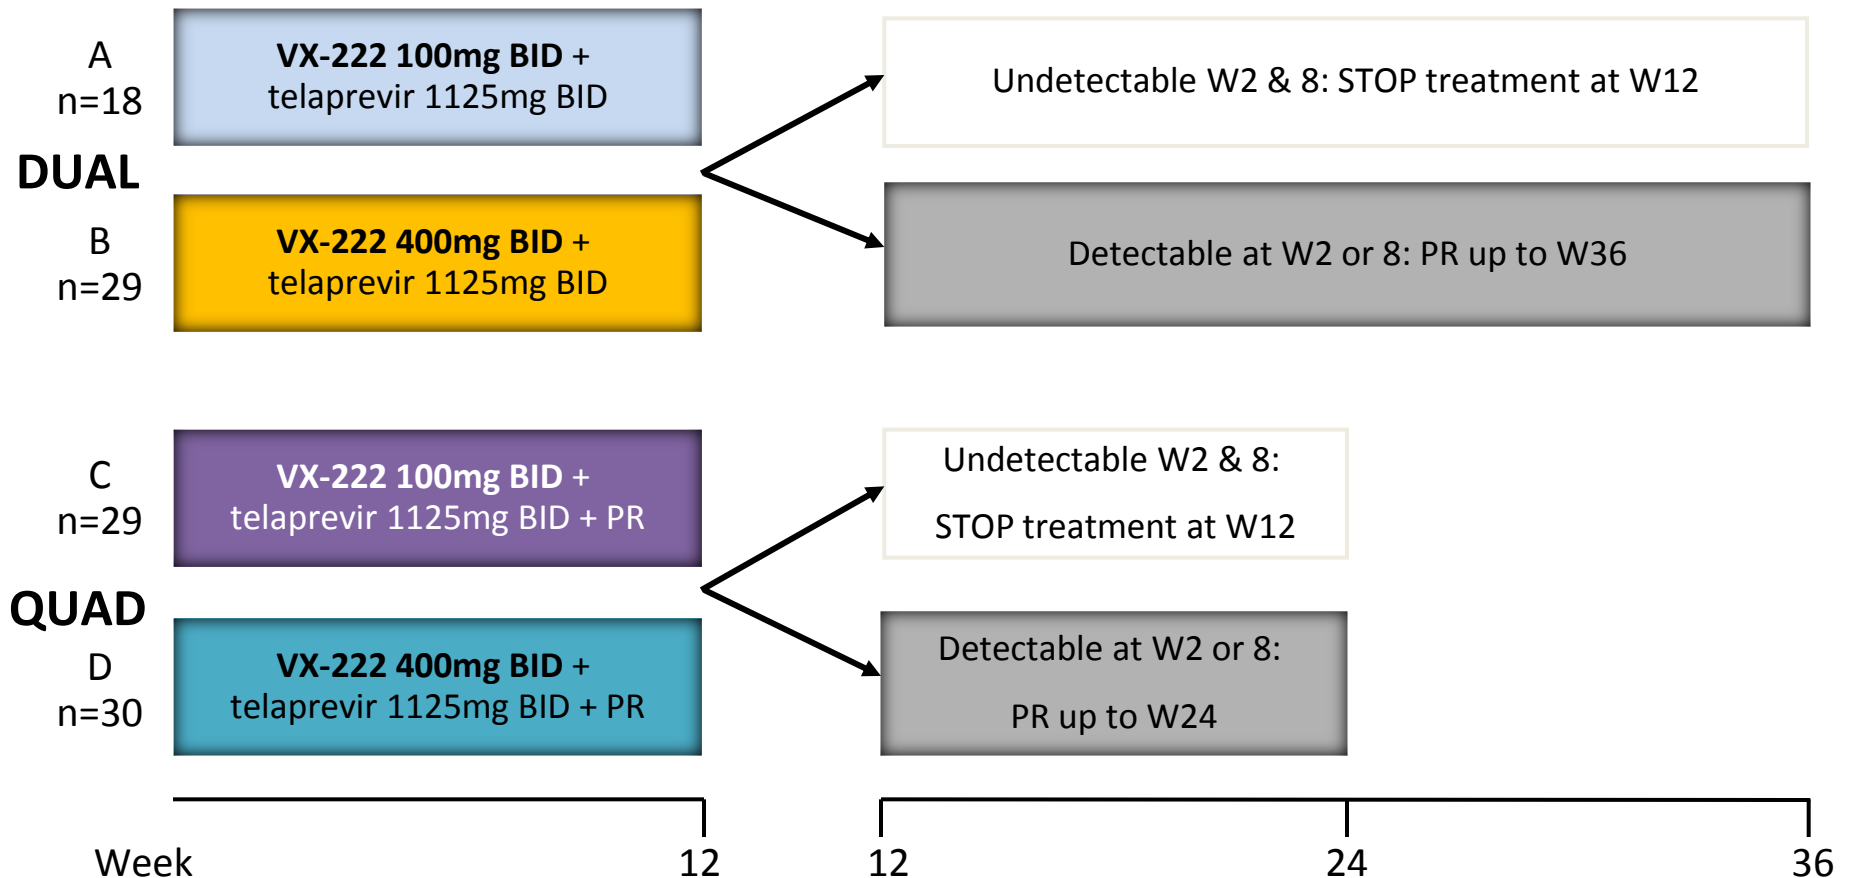 A
n=18
VX-222 100mg BID +
telaprevir 1125mg BID
Undetectable W2 & 8: STOP treatment at W12
DUAL
B
n=29
VX-222 400mg BID +
telaprevir 1125mg BID
Detectable at W2 or 8: PR up to W36
C
n=29
VX-222 100mg BID +
telaprevir 1125mg BID + PR
Undetectable W2 & 8:
STOP treatment at W12
QUAD
D
n=30
VX-222 400mg BID +
telaprevir 1125mg BID + PR
Detectable at W2 or 8:
PR up to W24
Week 12 12 24 36